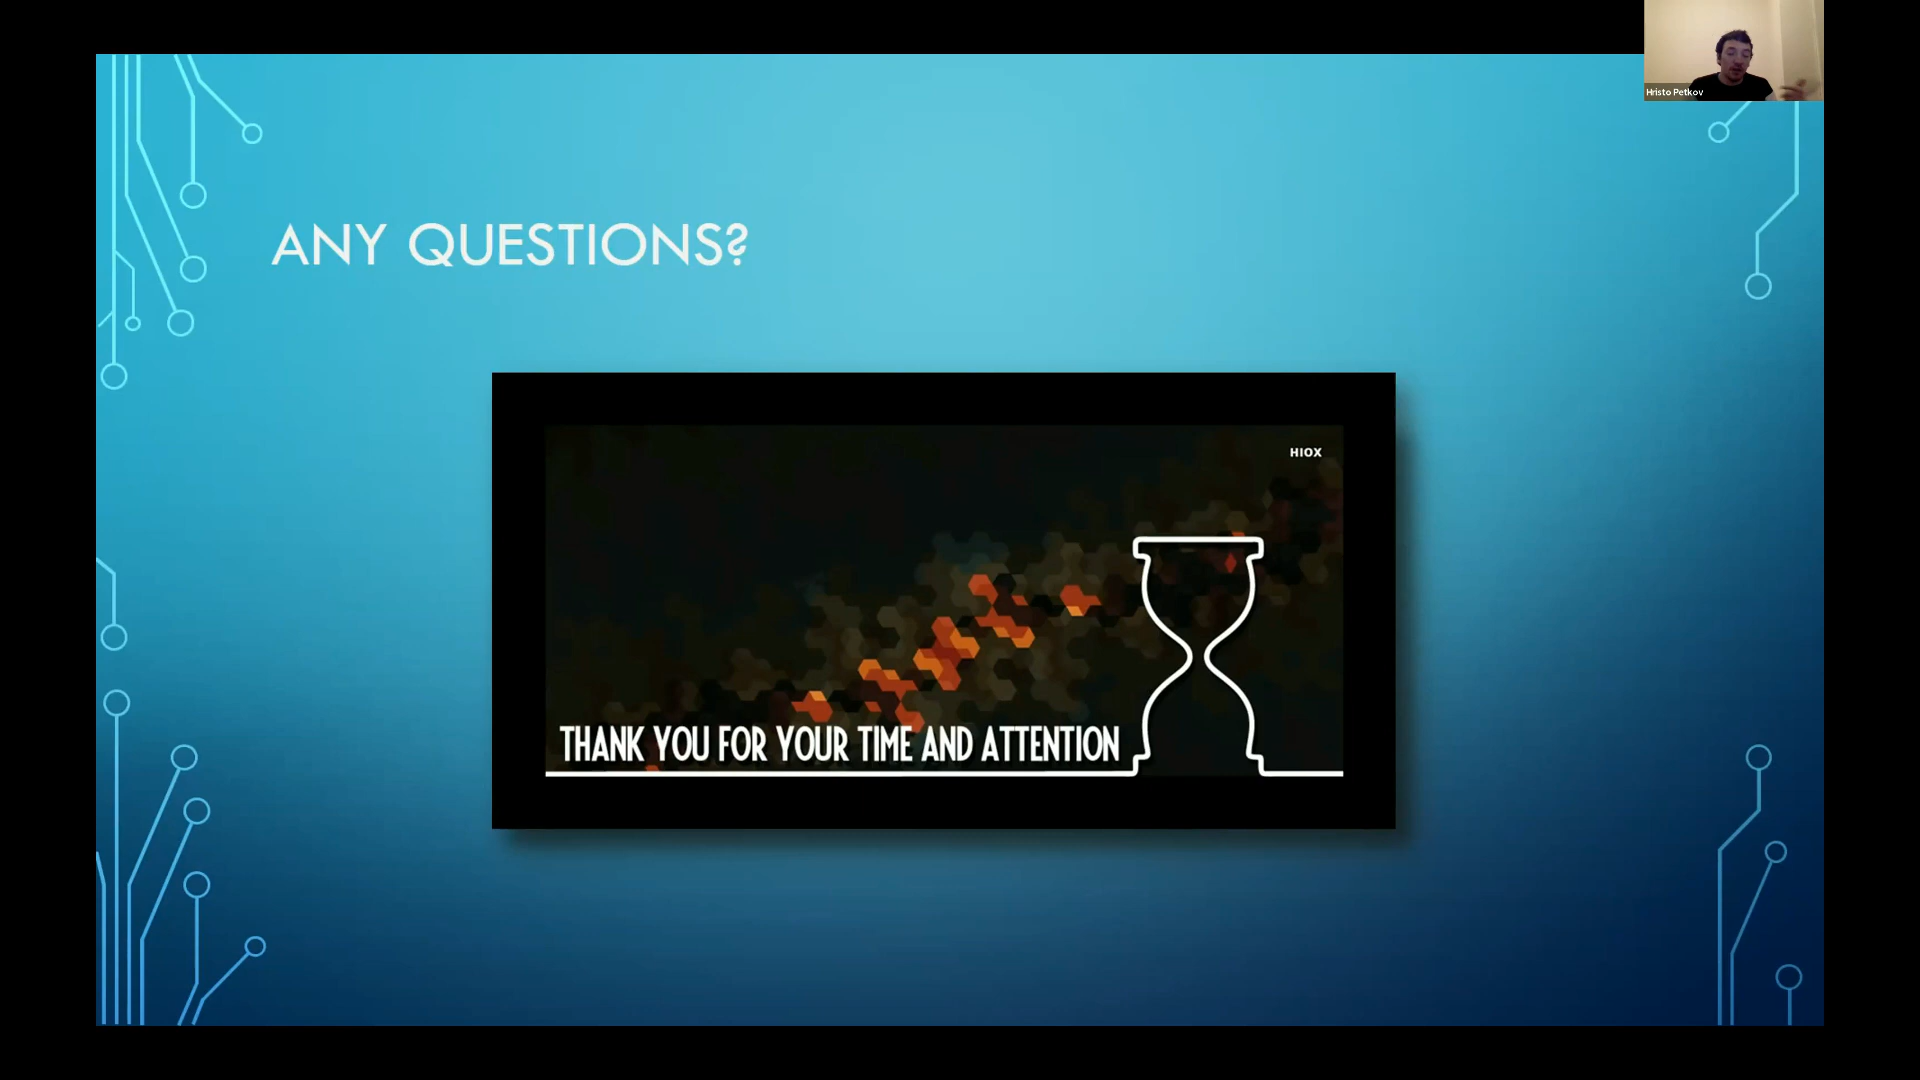 Hristo Petkov
ANY QUESTIONS?
HIOX
THANK YOU FOR YOUR TIME AND ATTENTION